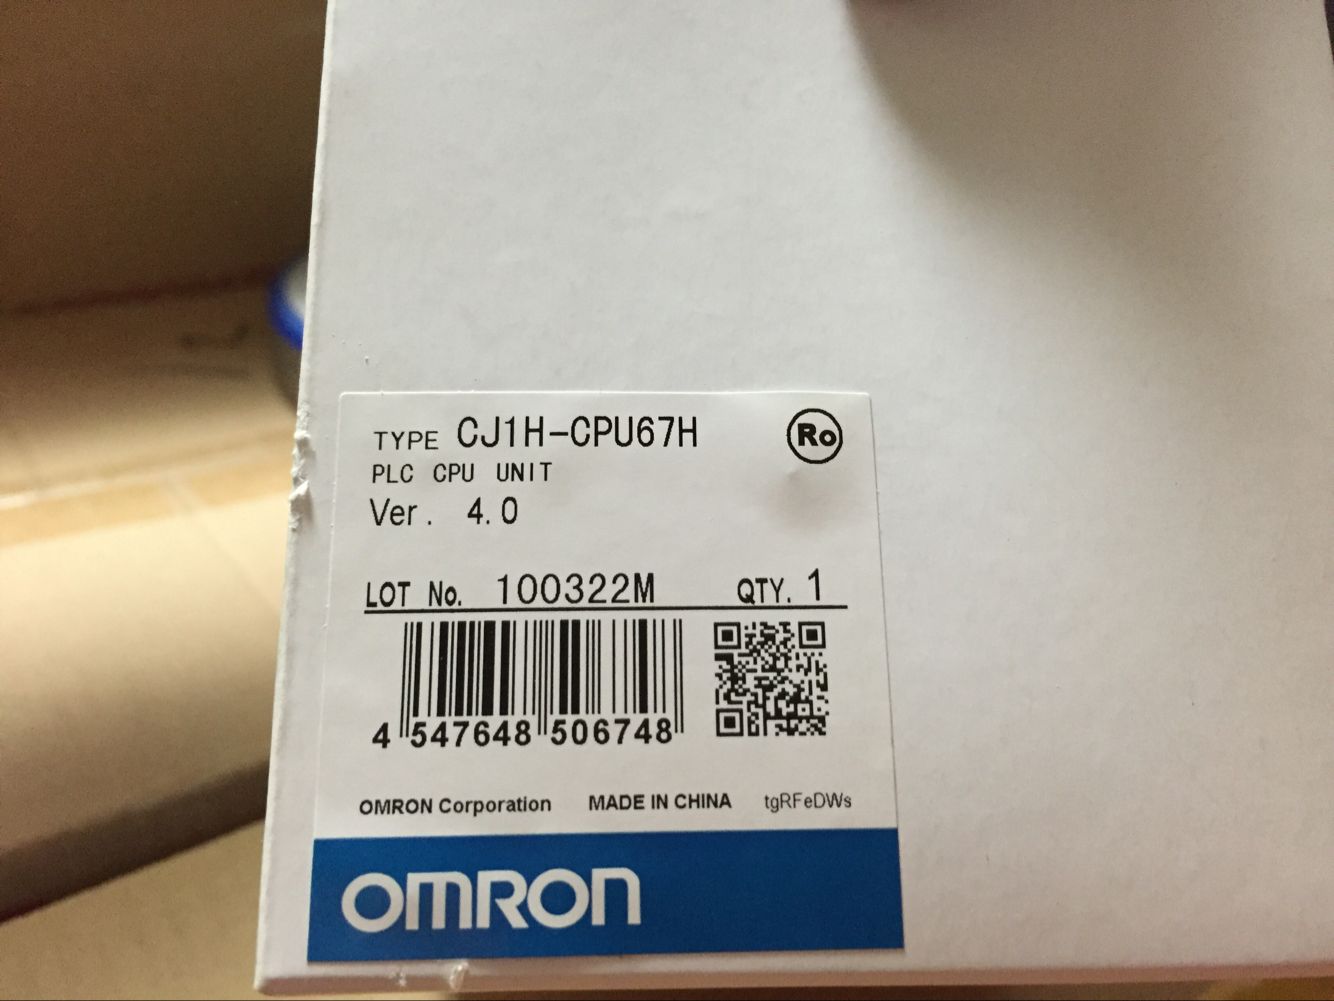 TYPE CJ1H-CPU67H
Ro
PLC CPU UNIT
Ver. 4.0
LOT No. 100322M QTY. 1
4 547648 506748
OMRON Corporation MADE IN CHINA tgRFeDWs
OMRON